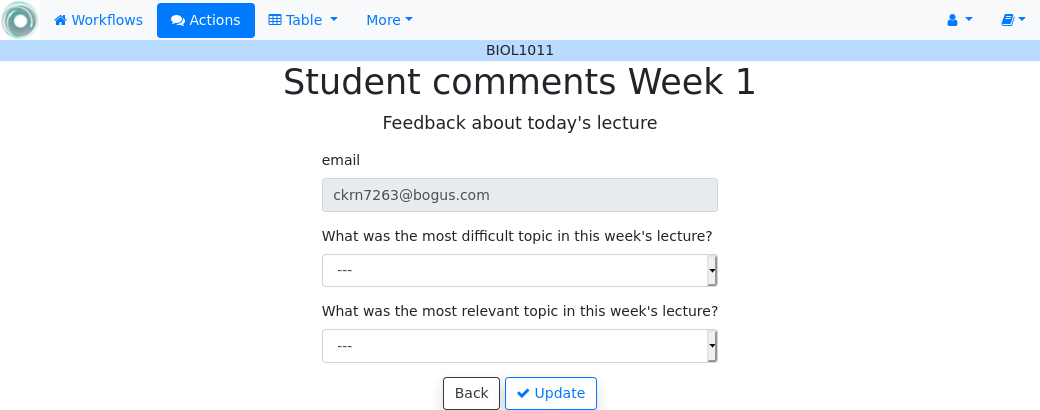 Workflows Actions Table More
BIOL1011
Student comments Week 1
Feedback about today's lecture
email
ckrn7263@bogus.com
What was the most difficult topic in this week's lecture?
---
What was the most relevant topic in this week's lecture?
---
Back Update